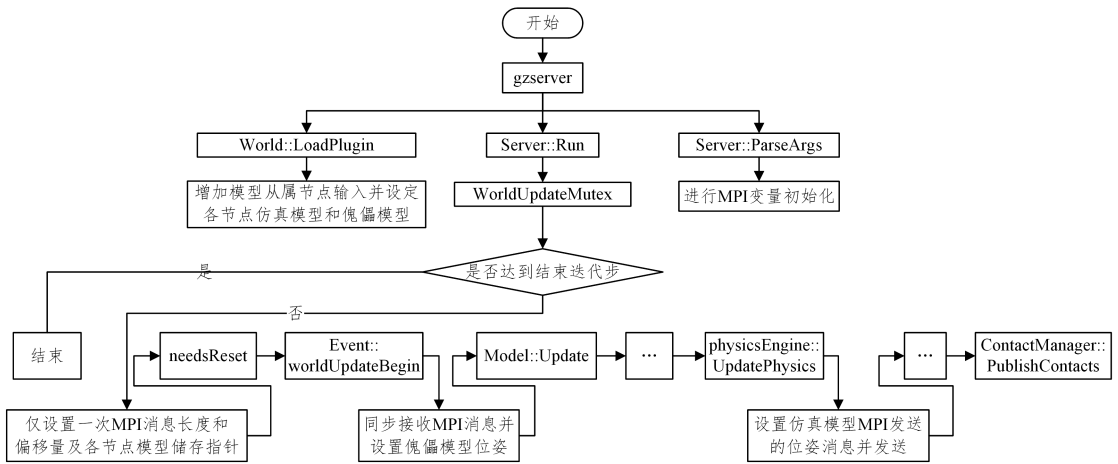 开始
gzserver
World::LoadPlugin
Server::Run
Server::ParseArgs
增加模型从属节点输入并设定
各节点仿真模型和傀儡模型
WorldUpdateMutex
进行MPI变量初始化
是否达到结束迭代步
是
否
结束
needsReset
Event::
worldUpdateBegin
Model::Update
...
physicsEngine::
UpdatePhysics
...
ContactManager::
PublishContacts
仅设置一次MPI消息长度和
偏移量及各节点模型储存指针
同步接收MPI消息并
设置傀儡模型位姿
设置仿真模型MPI发送
的位姿消息并发送